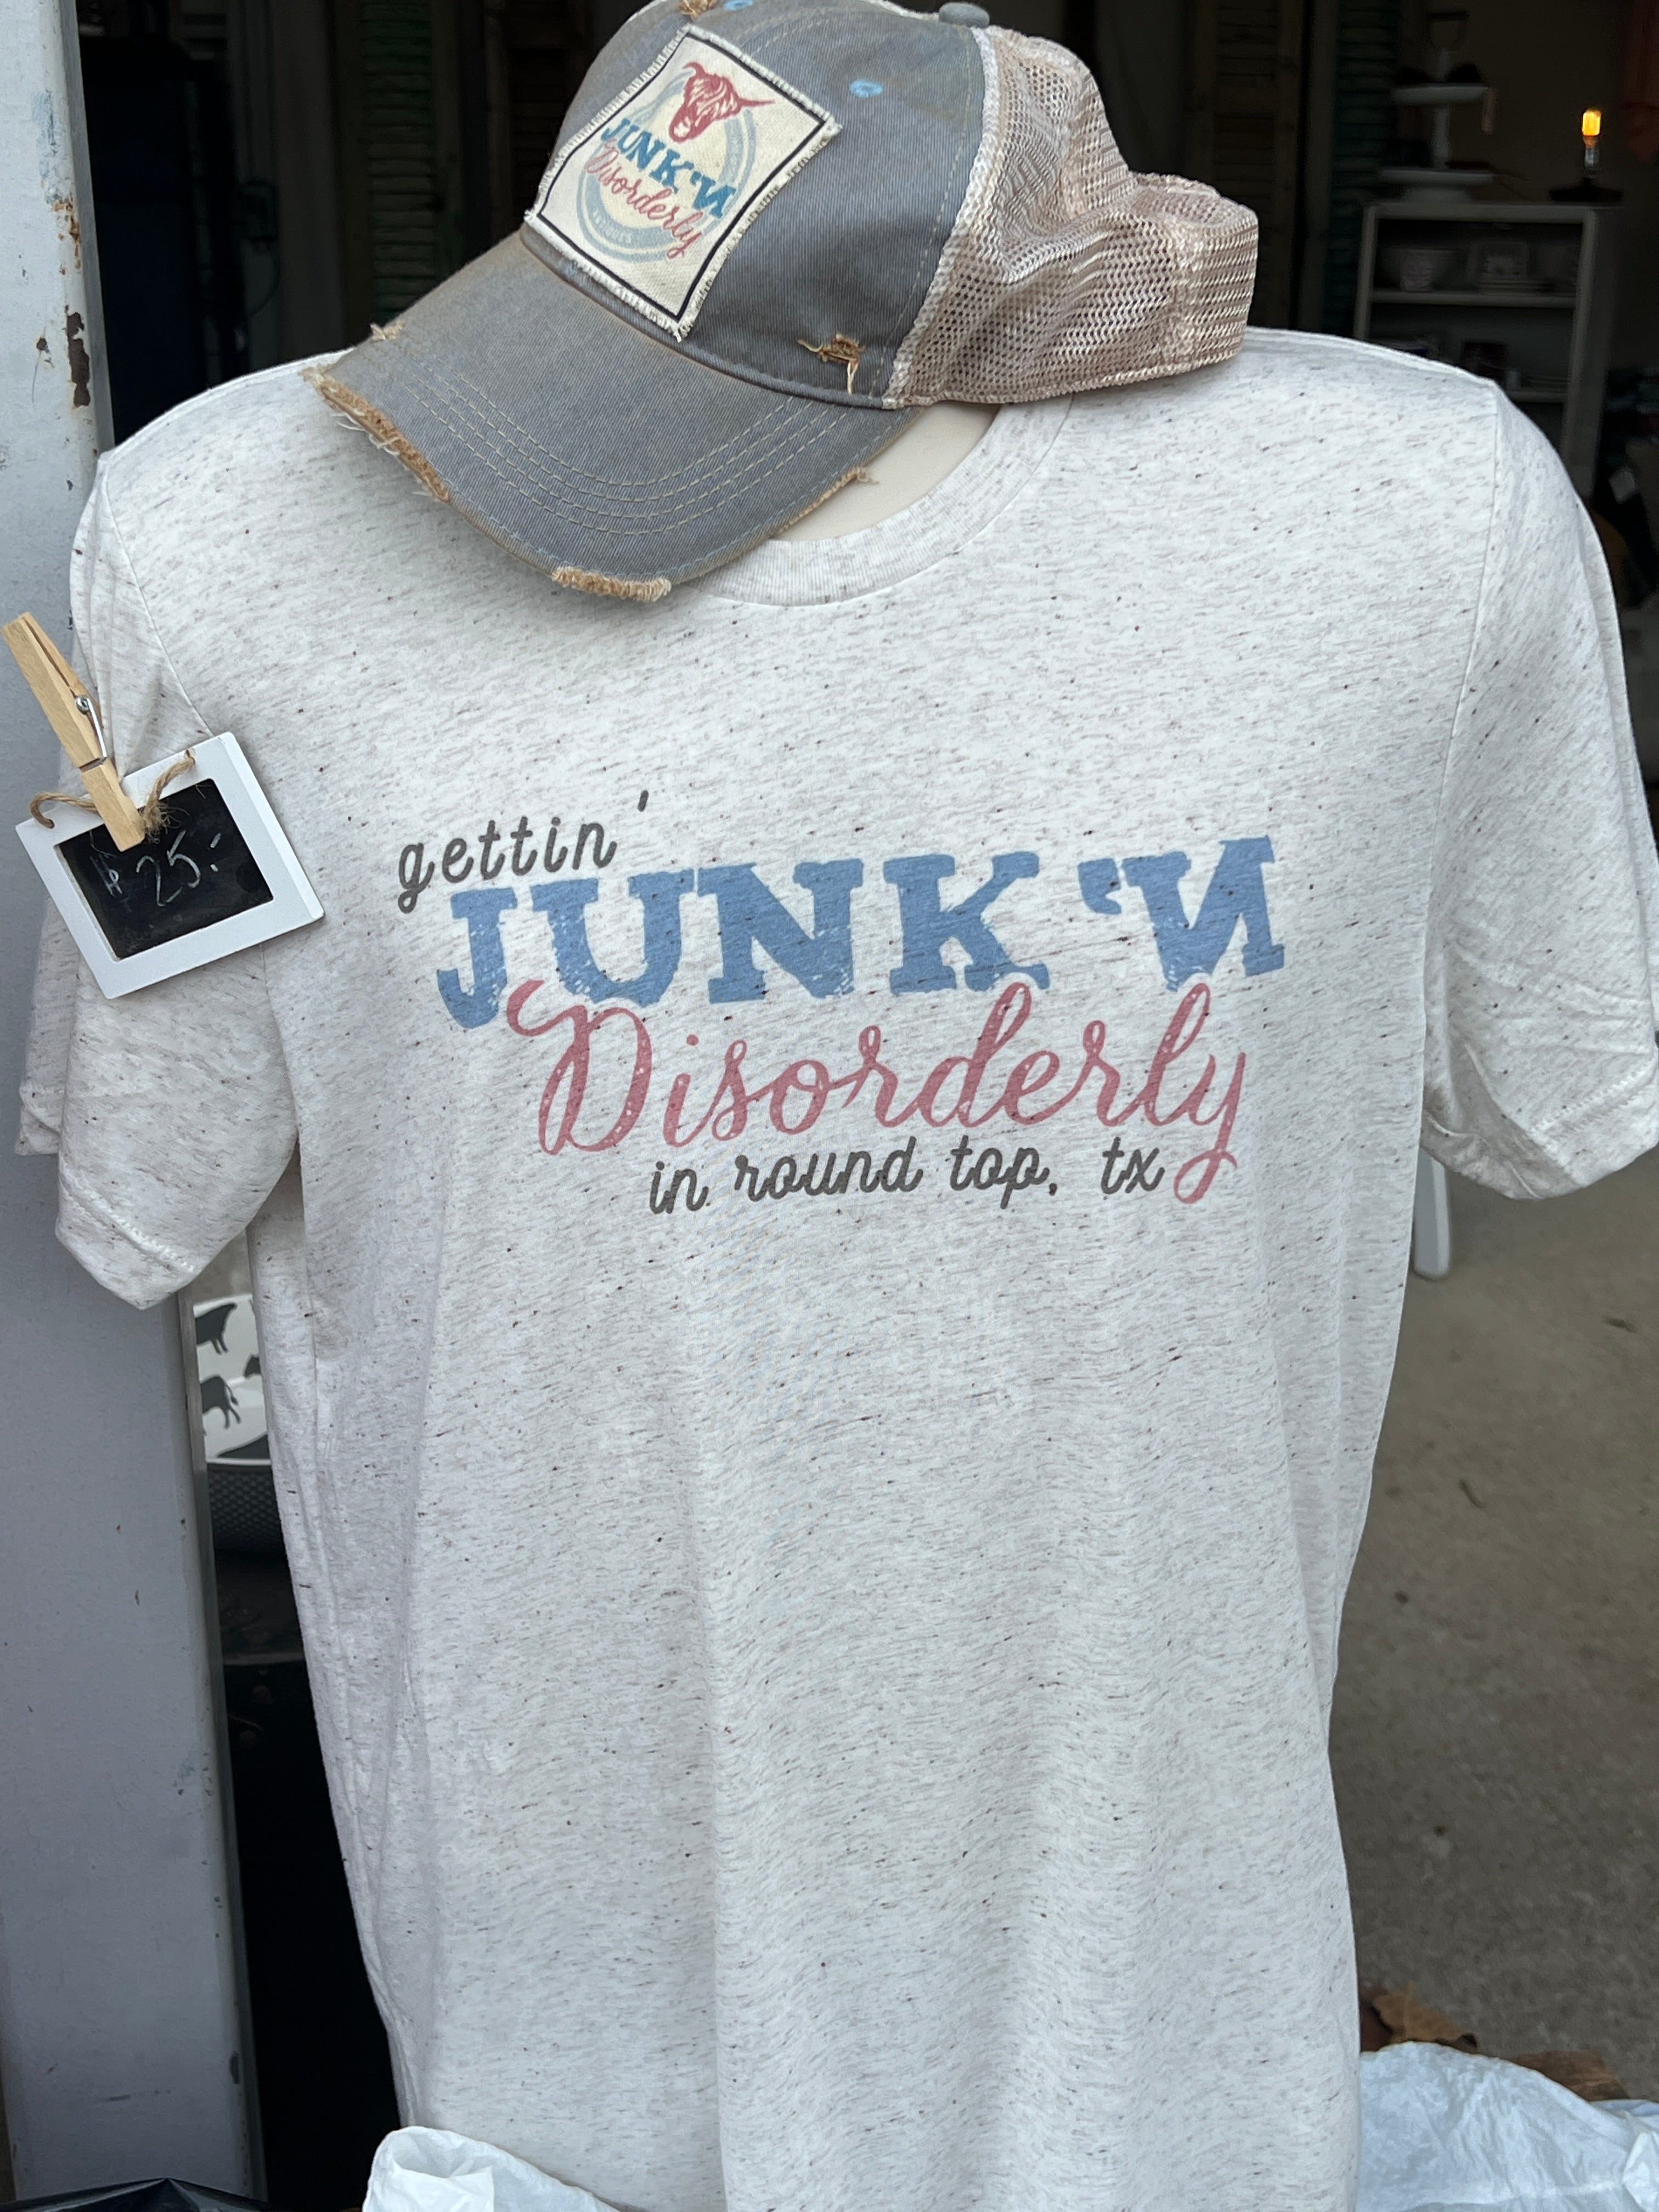 JUNK 'N
Disorderly
$25.-
gettin'
JUNK 'N
Disorderly
in round top, tx